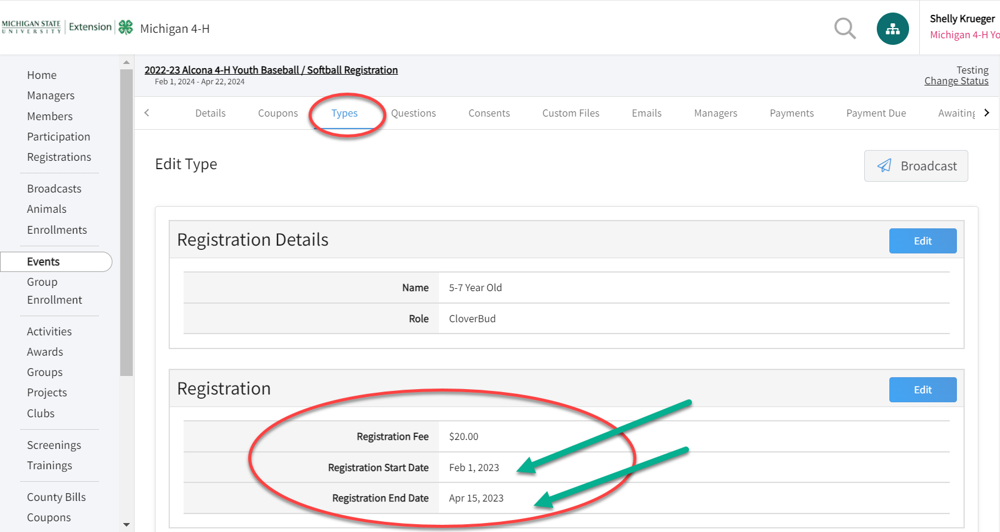 MICHIGAN STATE
UNIVERSITY
Extension
Michigan 4-H
Shelly Krueger
Michigan 4-H Yo
Home
Managers
Members
Participation
Registrations
Broadcasts
Animals
Enrollments
Events
Group
Enrollment
Activities
Awards
Groups
Projects
Clubs
Screenings
Trainings
County Bills
Coupons
2022-23 Alcona 4-H Youth Baseball / Softball Registration
Feb 1, 2024 - Apr 22, 2024
Testing
Change Status
Details Coupons Types Questions Consents Custom Files Emails Managers Payments Payment Due Awaiting
Edit Type
Broadcast
Registration Details
Edit
Name 5-7 Year Old
Role CloverBud
Registration
Edit
Registration Fee $20.00
Registration Start Date Feb 1, 2023
Registration End Date Apr 15, 2023